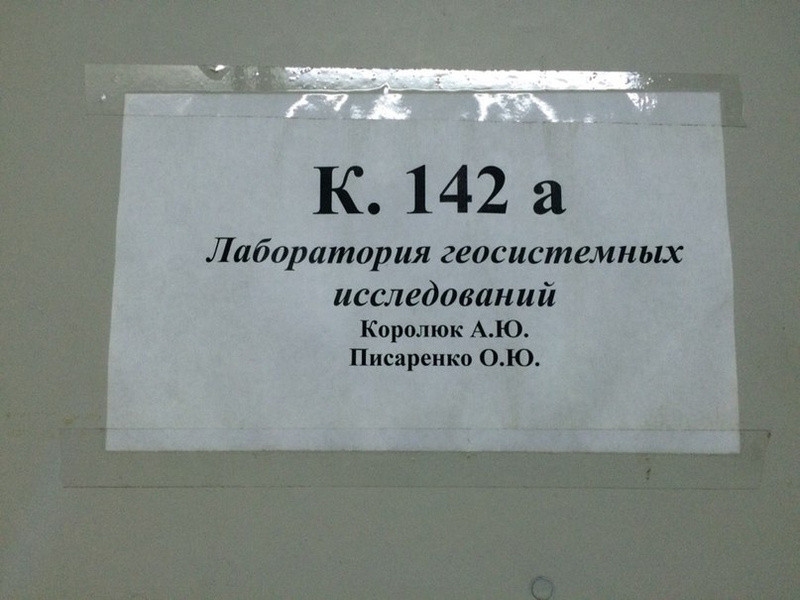 К. 142 а
Лаборатория геосистемных
исследований
Королюк А.Ю.
Писаренко О.Ю.